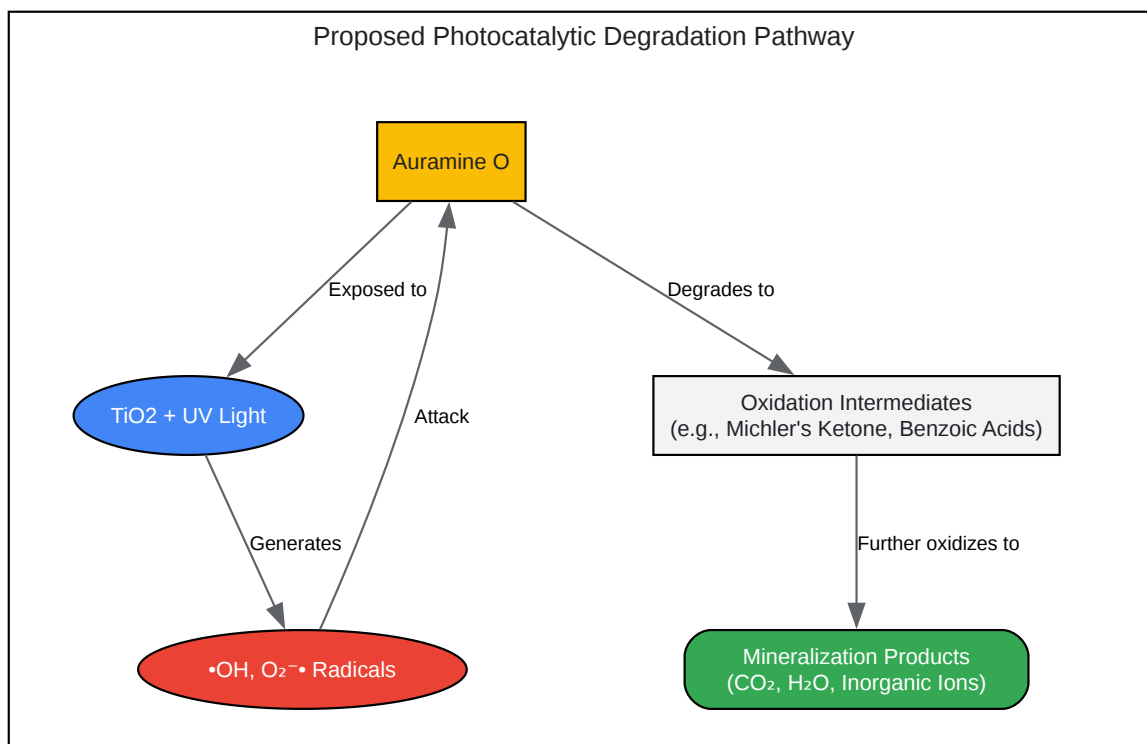 Proposed Photocatalytic Degradation Pathway
Auramine O
Exposed to
Degrades to
TiO2 + UV Light
Attack
Oxidation Intermediates
(e.g., Michler's Ketone, Benzoic Acids)
Generates
Further oxidizes to
•OH, O₂⁻• Radicals
Mineralization Products
(CO₂, H₂O, Inorganic Ions)